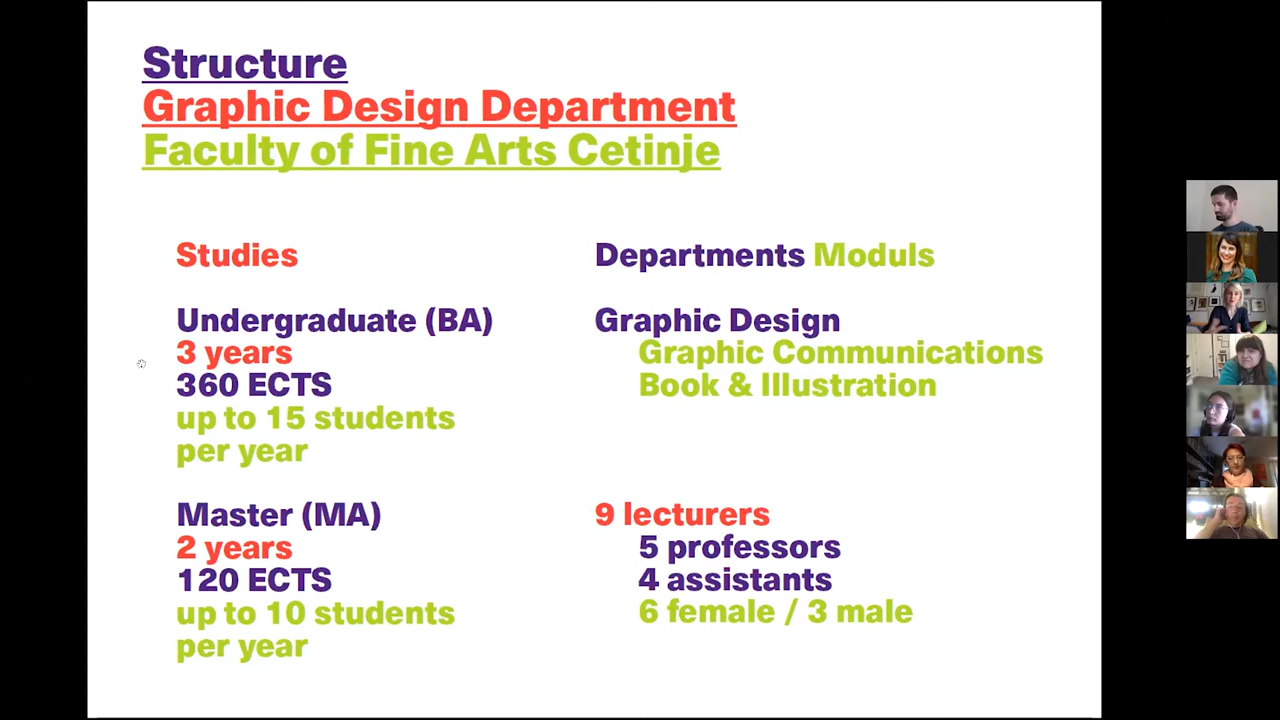 Structure
Graphic Design Department
Faculty of Fine Arts Cetinje
Studies
Undergraduate (BA)
3 years
360 ECTS
up to 15 students
per year
Master (MA)
2 years
120 ECTS
up to 10 students
per year
Departments Moduls
Graphic Design
Graphic Communications
Book & Illustration
9 lecturers
5 professors
4 assistants
6 female / 3 male